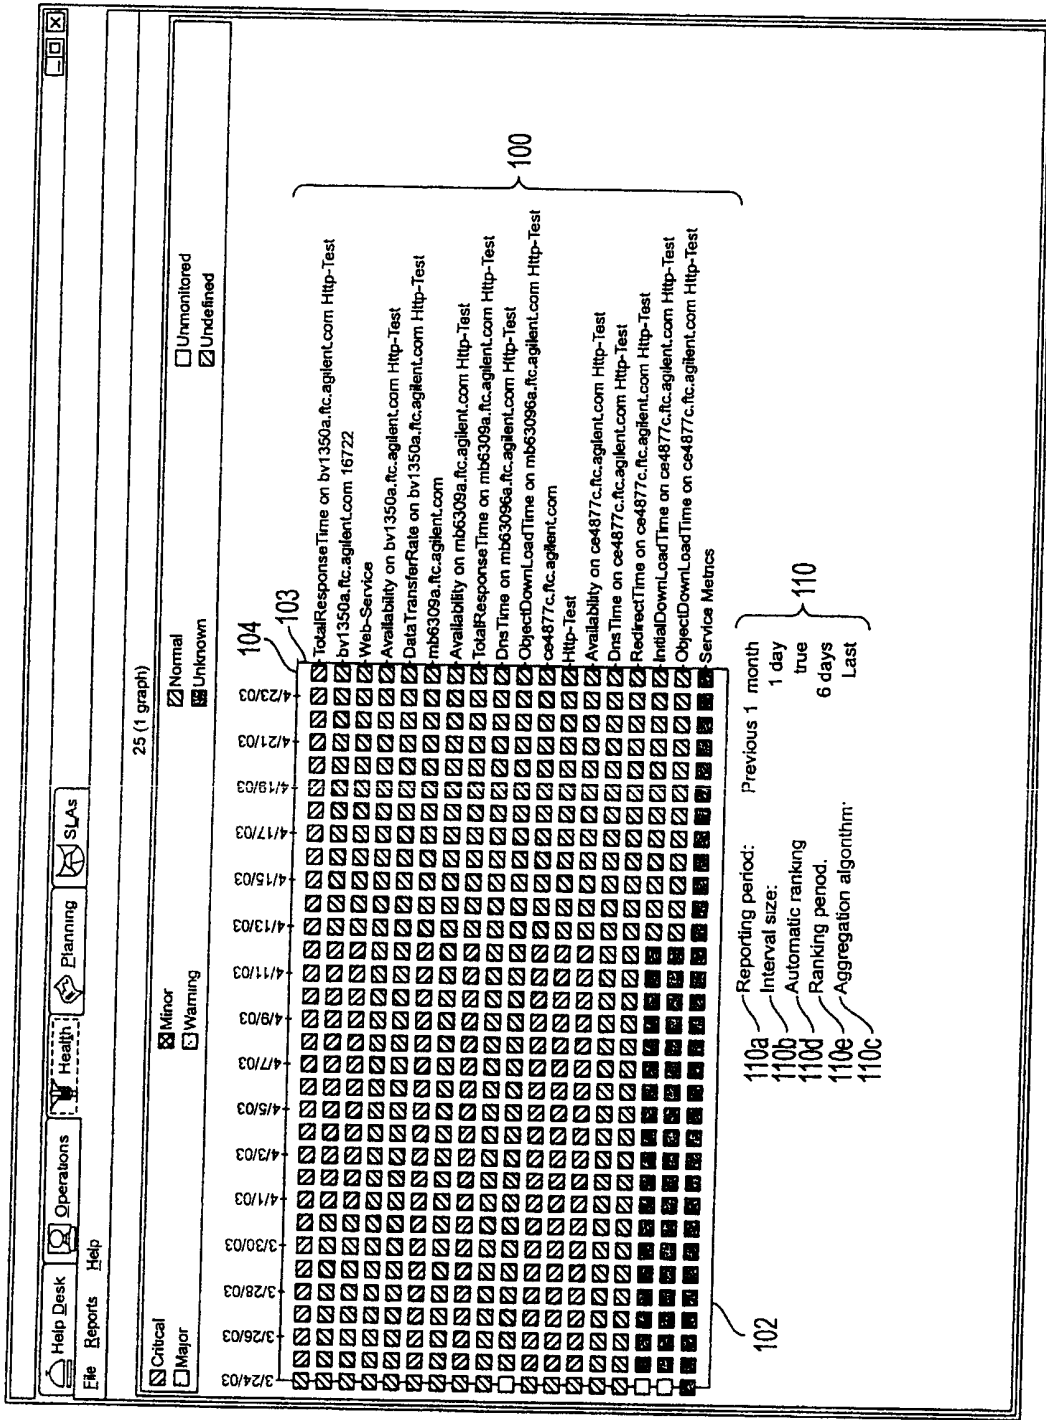 Help Desk Operations Health Planning SLAs
File Reports Help
25 (1 graph)
Critical Minor Normal Unmonitored
Major Warning Unknown Undefined
104
103
3/24/03 3/26/03 3/28/03 3/30/03 4/1/03 4/3/03 4/5/03 4/7/03 4/9/03 4/11/03 4/13/03 4/15/03 4/17/03 4/19/03 4/21/03 4/23/03
TotalResponseTime on bv1350a.ftc.agilent.com Http-Test
bv1350a.ftc.agilent.com 16722
Web-Service
Availability on bv1350a.ftc.agilent.com Http-Test
DataTransferRate on bv1350a.ftc.agilent.com Http-Test
mb6309a.ftc.agilent.com
Availability on mb6309a.ftc.agilent.com Http-Test
TotalResponseTime on mb6309a.ftc.agilent.com Http-Test
DnsTime on mb63096a.ftc.agilent.com Http-Test
ObjectDownLoadTime on mb63096a.ftc.agilent.com Http-Test
ce4877c.ftc.agilent.com
Http-Test
Availability on ce4877c.ftc.agilent.com Http-Test
DnsTime on ce4877c.ftc.agilent.com Http-Test
RedirectTime on ce4877c.ftc.agilent.com Http-Test
InitialDownLoadTime on ce4877c.ftc.agilent.com Http-Test
ObjectDownLoadTime on ce4877c.ftc.agilent.com Http-Test
Service Metrics
100
102
110a Reporting period: Previous 1 month
110b Interval size: 1 day
110d Automatic ranking true
110e Ranking period. 6 days
110c Aggregation algorithm: Last
110